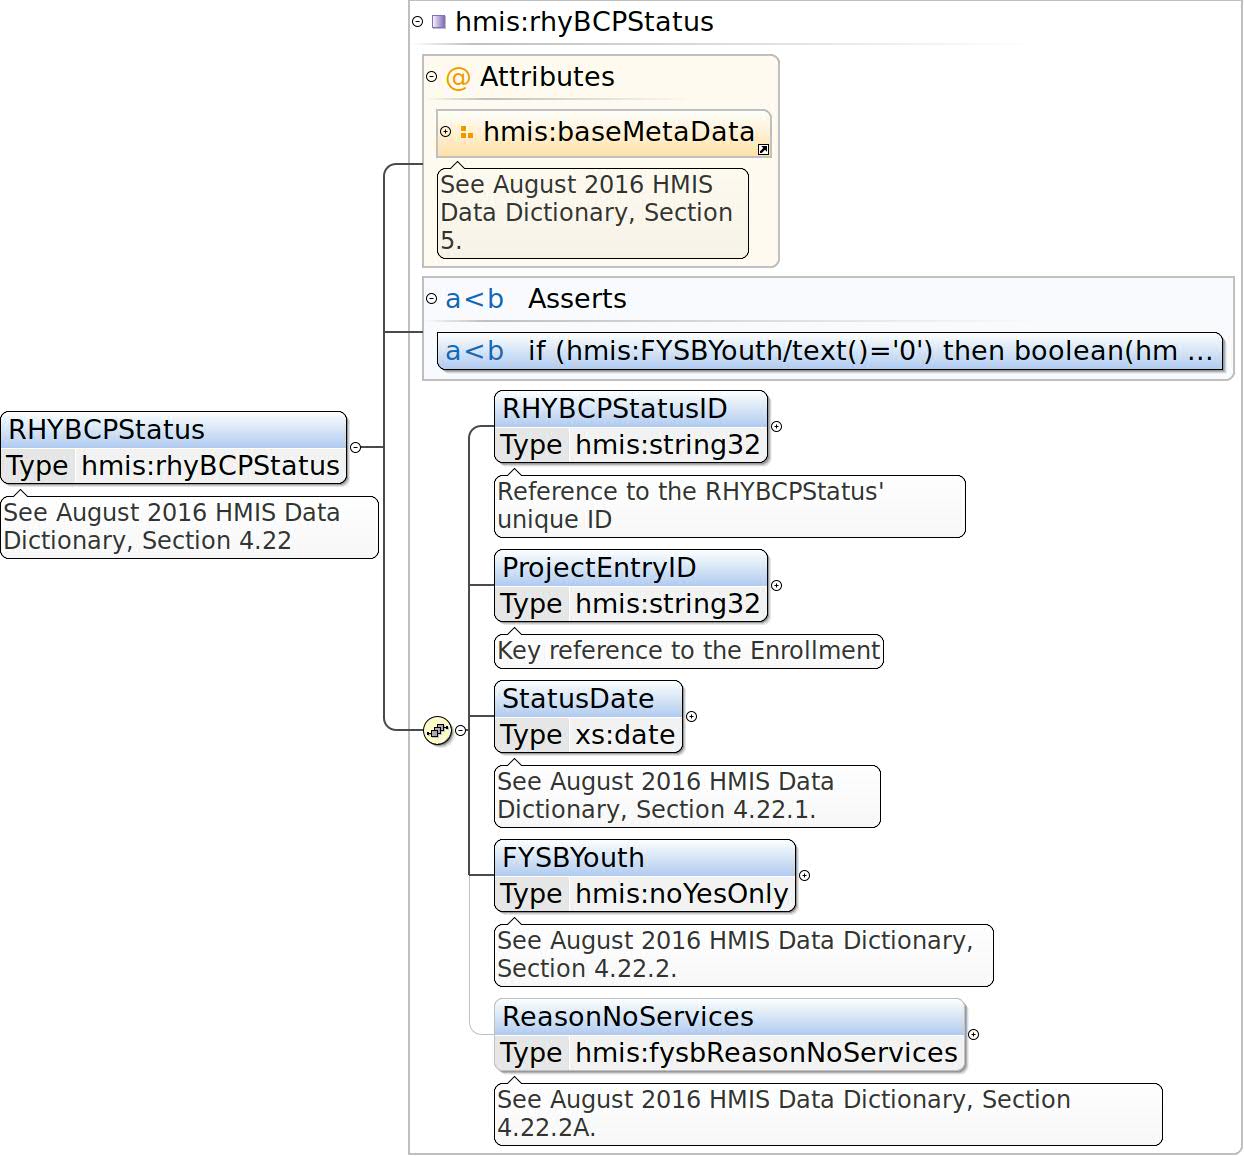 hmis:rhyBCPStatus
@ Attributes
hmis:baseMetaData
See August 2016 HMIS
Data Dictionary, Section
5.
a<b Asserts
a<b if (hmis:FYSBYouth/text()='0') then boolean(hm ...
RHYBCPStatus
Type hmis:rhyBCPStatus
See August 2016 HMIS Data
Dictionary, Section 4.22
RHYBCPStatusID
Type hmis:string32
Reference to the RHYBCPStatus'
unique ID
ProjectEntryID
Type hmis:string32
Key reference to the Enrollment
StatusDate
Type xs:date
See August 2016 HMIS Data
Dictionary, Section 4.22.1.
FYSBYouth
Type hmis:noYesOnly
See August 2016 HMIS Data Dictionary,
Section 4.22.2.
ReasonNoServices
Type hmis:fysbReasonNoServices
See August 2016 HMIS Data Dictionary, Section
4.22.2A.